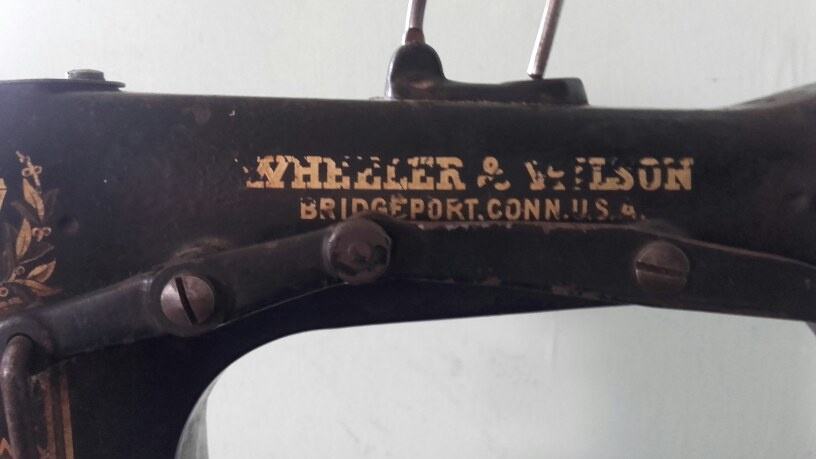 WHEELER & WILSON
BRIDGEPORT, CONN. U.S.A.